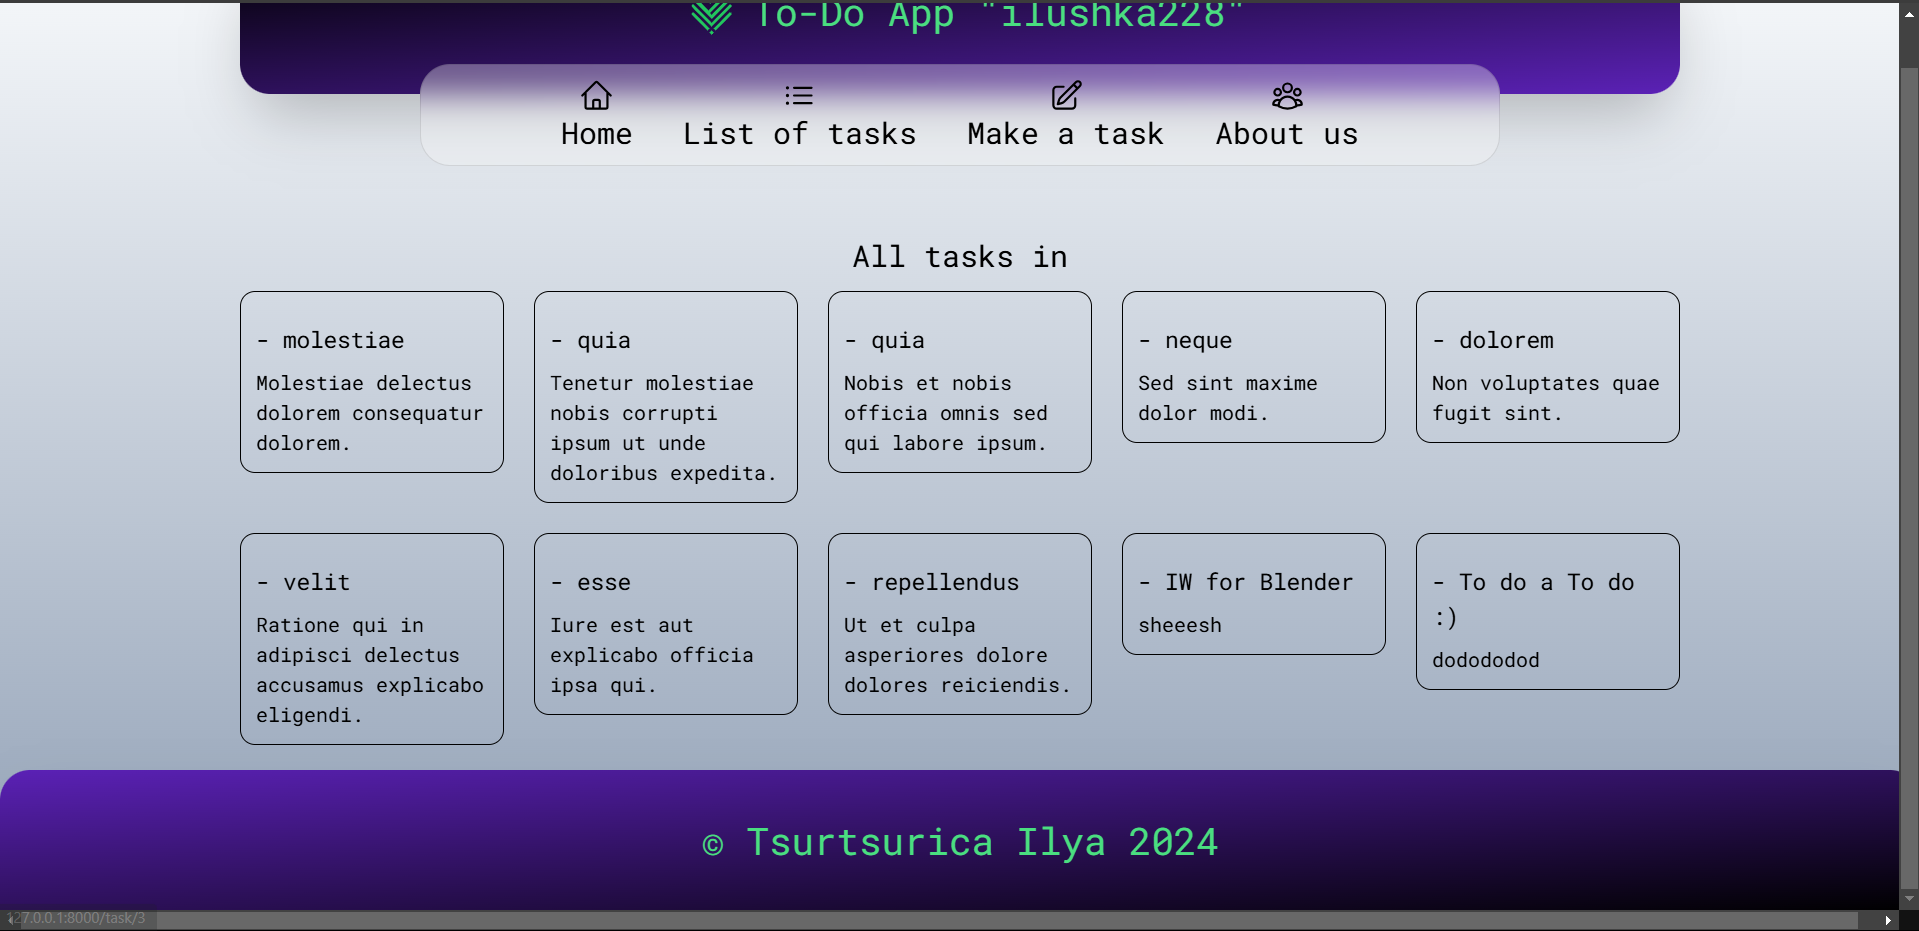 To-Do App "ilushka228"
Home List of tasks Make a task About us
All tasks in
- molestiae
Molestiae delectus
dolorem consequatur
dolorem.
- quia
Tenetur molestiae
nobis corrupti
ipsum ut unde
doloribus expedita.
- quia
Nobis et nobis
officia omnis sed
qui labore ipsum.
- neque
Sed sint maxime
dolor modi.
- dolorem
Non voluptates quae
fugit sint.
- velit
Ratione qui in
adipisci delectus
accusamus explicabo
eligendi.
- esse
Iure est aut
explicabo officia
ipsa qui.
- repellendus
Ut et culpa
asperiores dolore
dolores reiciendis.
- IW for Blender
sheeesh
- To do a To do
:)
dodododod
© Tsurtsurica Ilya 2024
127.0.0.1:8000/task/3